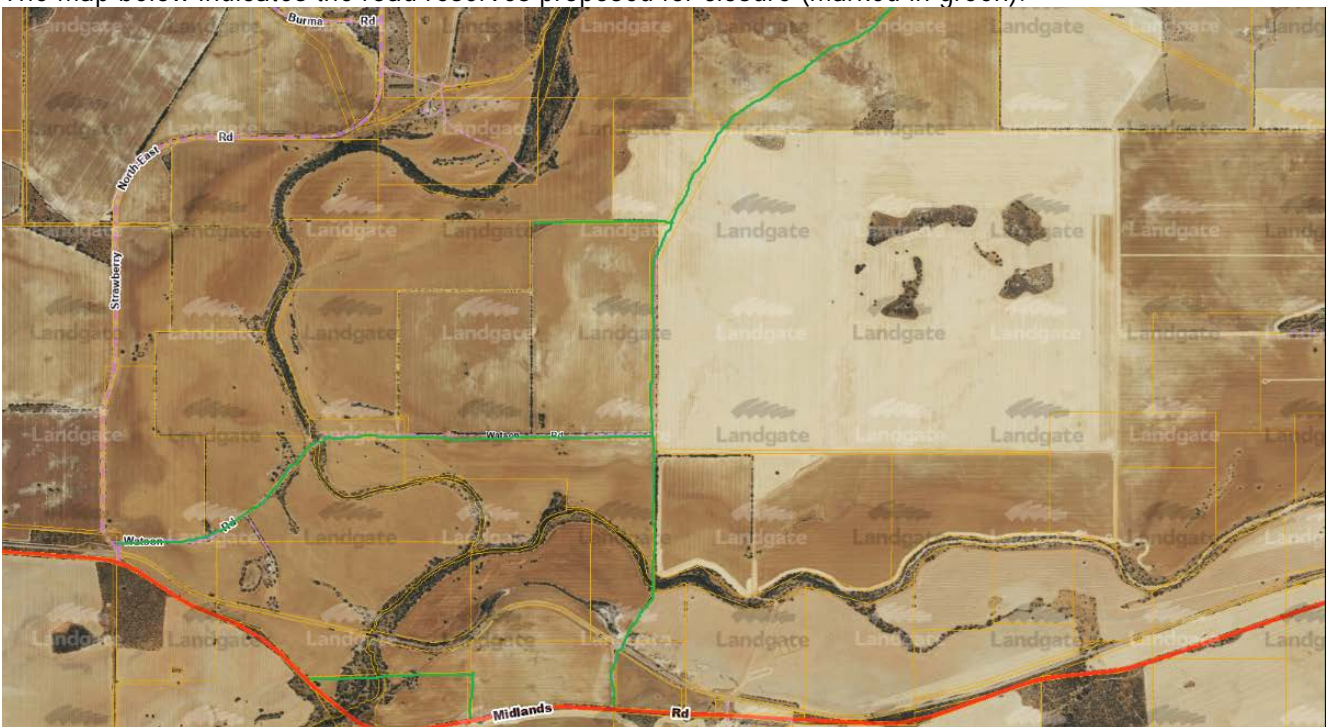 The map below indicates the road reserves proposed for closure (marked in green):
Burma Rd
Rd
North-East
Strawberry
Watson Rd
Rd
Watson
Midlands Rd
Landgate